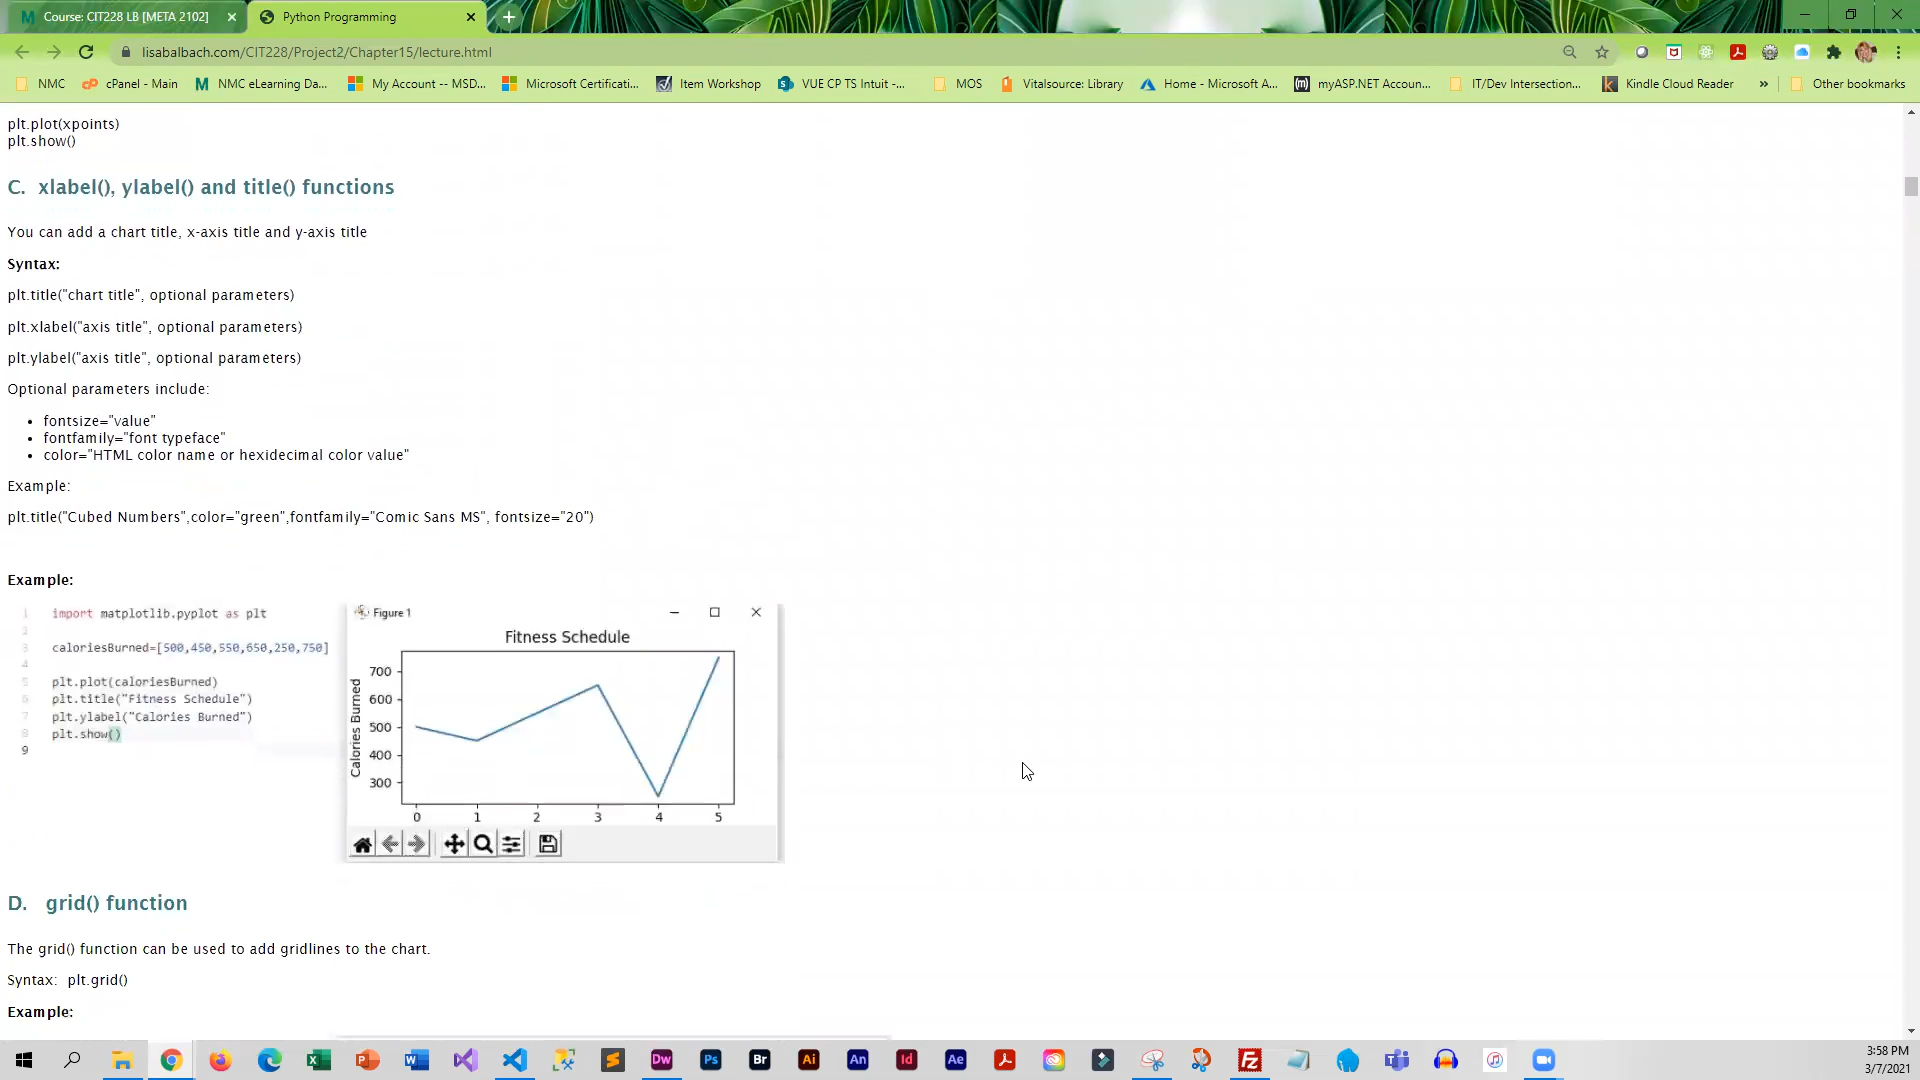 Course: CIT228 LB [META 2102]
Python Programming
lisabalbach.com/CIT228/Project2/Chapter15/lecture.html
NMC
cPanel - Main
NMC eLearning Da...
My Account -- MSD...
Microsoft Certificati...
Item Workshop
VUE CP TS Intuit -...
MOS
Vitalsource: Library
Home - Microsoft A...
myASP.NET Accoun...
IT/Dev Intersection...
Kindle Cloud Reader
»
Other bookmarks
plt.plot(xpoints)
plt.show()
C. xlabel(), ylabel() and title() functions
You can add a chart title, x-axis title and y-axis title
Syntax:
plt.title("chart title", optional parameters)
plt.xlabel("axis title", optional parameters)
plt.ylabel("axis title", optional parameters)
Optional parameters include:
• fontsize="value"
• fontfamily="font typeface"
• color="HTML color name or hexidecimal color value"
Example:
plt.title("Cubed Numbers",color="green",fontfamily="Comic Sans MS", fontsize="20")
Example:
1 import matplotlib.pyplot as plt
2
3 caloriesBurned=[500,450,550,650,250,750]
4
5 plt.plot(caloriesBurned)
6 plt.title("Fitness Schedule")
7 plt.ylabel("Calories Burned")
8 plt.show()
9
Figure 1
Fitness Schedule
Calories Burned
700
600
500
400
300
0 1 2 3 4 5
D. grid() function
The grid() function can be used to add gridlines to the chart.
Syntax: plt.grid()
Example:
Dw
Ps
Br
Ai
An
Id
Ae
Fz
3:58 PM
3/7/2021